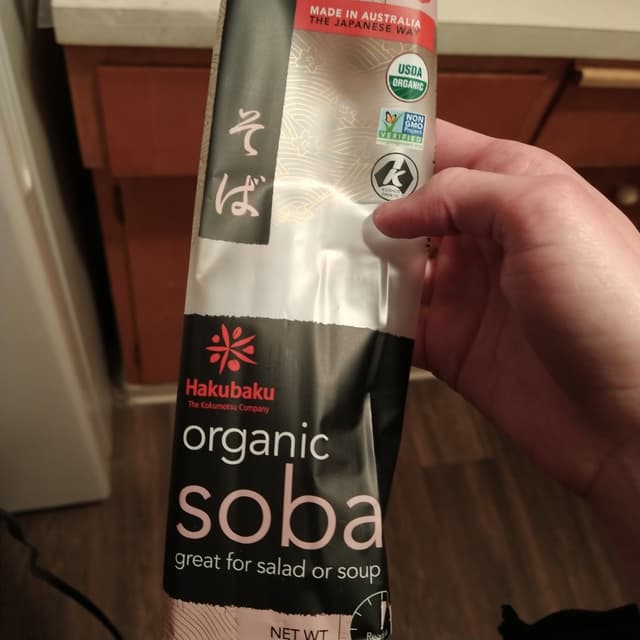 MADE IN AUSTRALIA
THE JAPANESE WAY
USDA
ORGANIC
NON
GMO
Project
VERIFIED
そば
Hakubaku
The Kokumotsu Company
organic
soba
great for salad or soup
NET WT